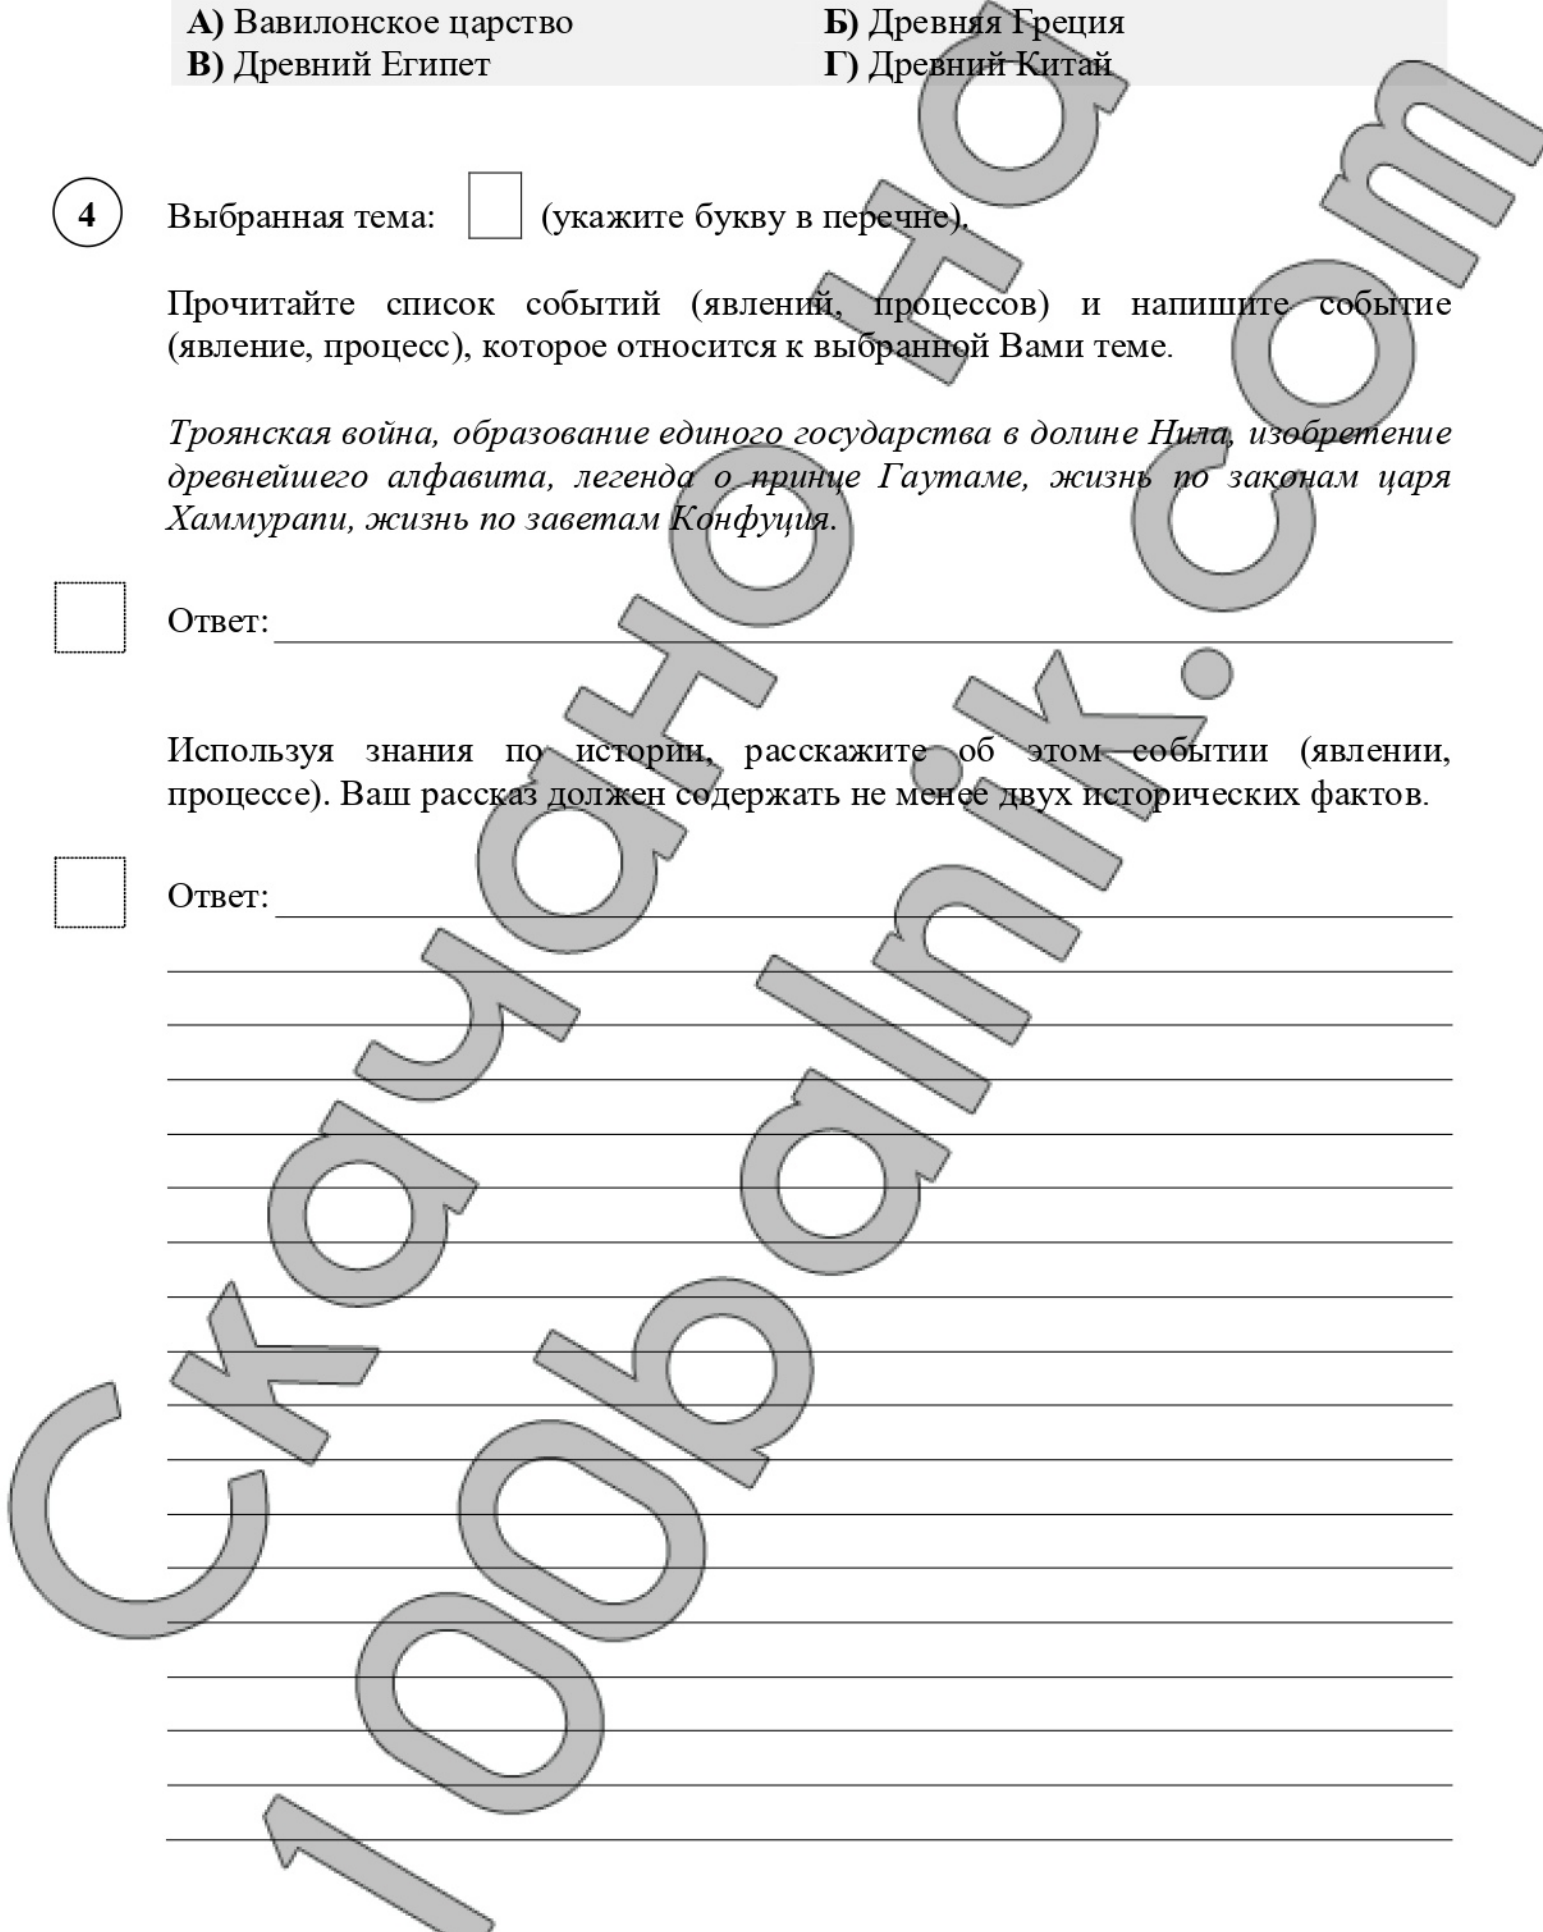 А) Вавилонское царство Б) Древняя Греция
В) Древний Египет Г) Древний Китай
4 Выбранная тема: (укажите букву в перечне).
Прочитайте список событий (явлений, процессов) и напишите событие
(явление, процесс), которое относится к выбранной Вами теме.
Троянская война, образование единого государства в долине Нила, изобретение
древнейшего алфавита, легенда о принце Гаутаме, жизнь по законам царя
Хаммурапи, жизнь по заветам Конфуция.
Ответ:
Используя знания по истории, расскажите об этом событии (явлении,
процессе). Ваш рассказ должен содержать не менее двух исторических фактов.
Ответ:
Скачано на
100balnik.com